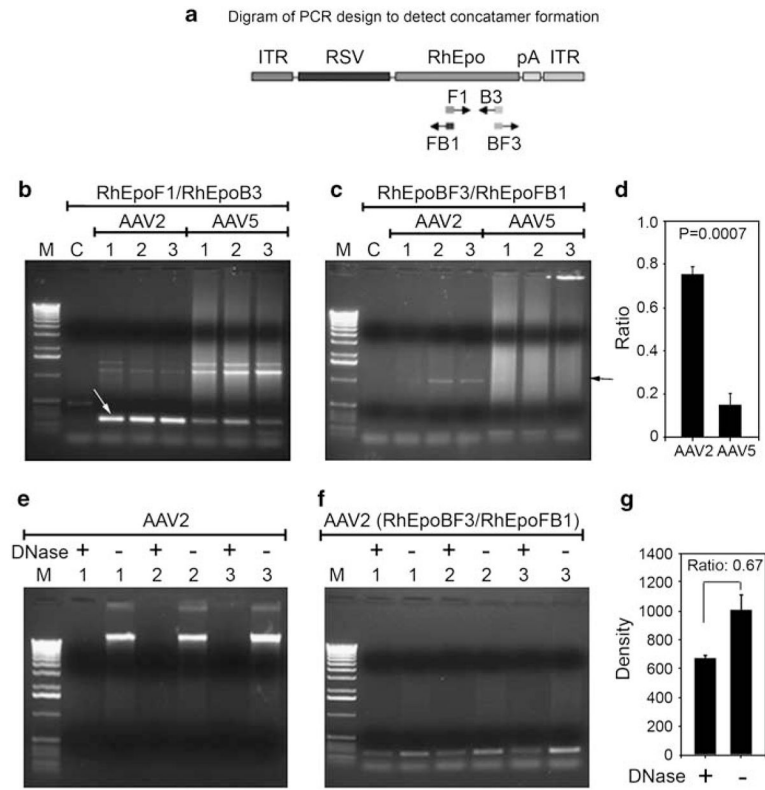 a Digram of PCR design to detect concatamer formation
ITR RSV RhEpo pA ITR
F1 B3
FB1 BF3
b
RhEpoF1/RhEpoB3
AAV2 AAV5
M C 1 2 3 1 2 3
c
RhEpoBF3/RhEpoFB1
AAV2 AAV5
M C 1 2 3 1 2 3
d
P=0.0007
Ratio
1.0
0.8
0.6
0.4
0.2
0
AAV2 AAV5
e
AAV2
DNase + - + - + -
M 1 1 2 2 3 3
f
AAV2 (RhEpoBF3/RhEpoFB1)
+ - + - + -
M 1 1 2 2 3 3
g
Ratio: 0.67
Density
1400
1200
1000
800
600
400
200
0
DNase + -